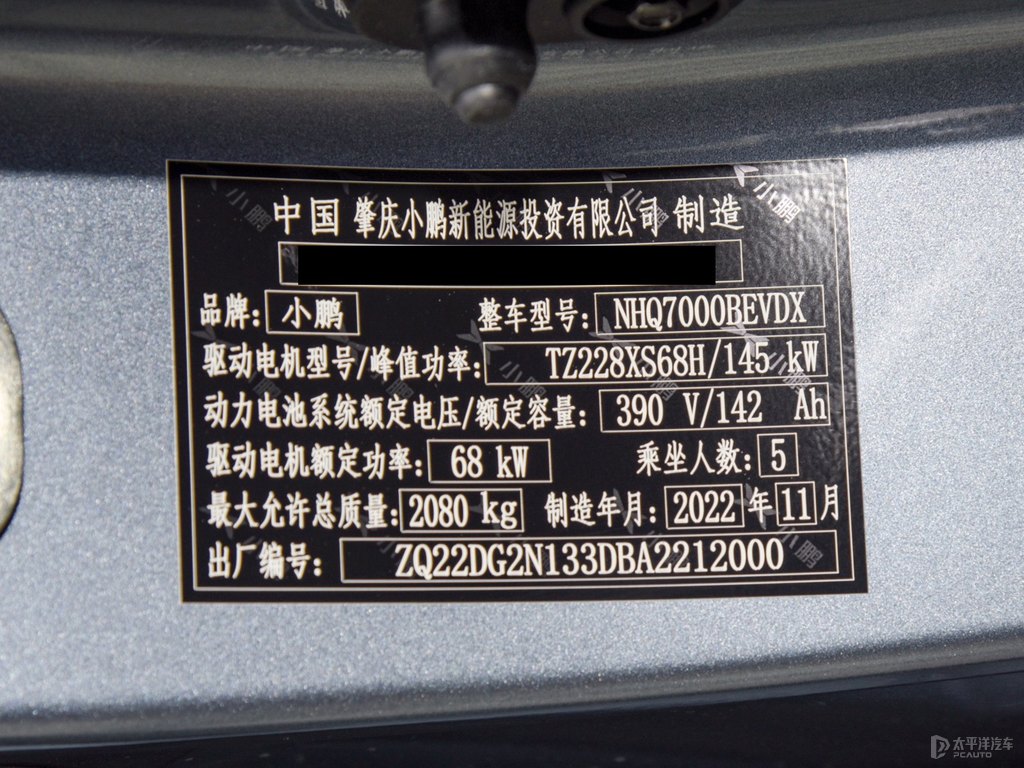 中国 肇庆小鹏新能源投资有限公司 制造
品牌: 小鹏 整车型号: NHQ7000BEVDX
驱动电机型号/峰值功率: TZ228XS68H/145 kW
动力电池系统额定电压/额定容量: 390 V/142 Ah
驱动电机额定功率: 68 kW 乘坐人数: 5
最大允许总质量: 2080 kg 制造年月: 2022 年 11 月
出厂编号: ZQ22DG2N133DBA2212000
太平洋汽车
PCAUTO